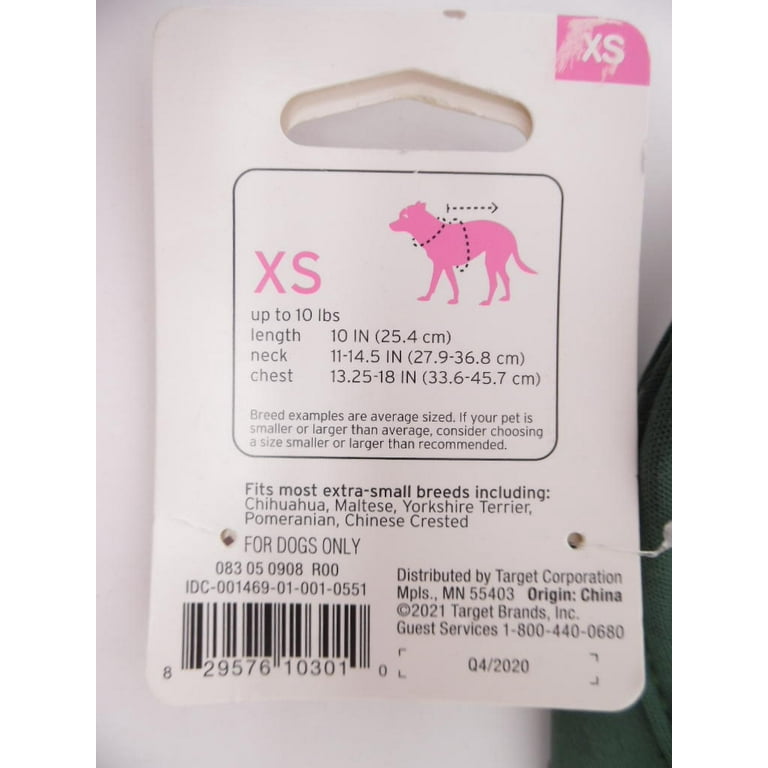 XS
XS
up to 10 lbs
length 10 IN (25.4 cm)
neck 11-14.5 IN (27.9-36.8 cm)
chest 13.25-18 IN (33.6-45.7 cm)
Breed examples are average sized. If your pet is
smaller or larger than average, consider choosing
a size smaller or larger than recommended.
Fits most extra-small breeds including:
Chihuahua, Maltese, Yorkshire Terrier,
Pomeranian, Chinese Crested
FOR DOGS ONLY
083 05 0908 R00
IDC-001469-01-001-0551
8 29576 10301 0
Distributed by Target Corporation
Mpls., MN 55403 Origin: China
©2021 Target Brands, Inc.
Guest Services 1-800-440-0680
Q4/2020